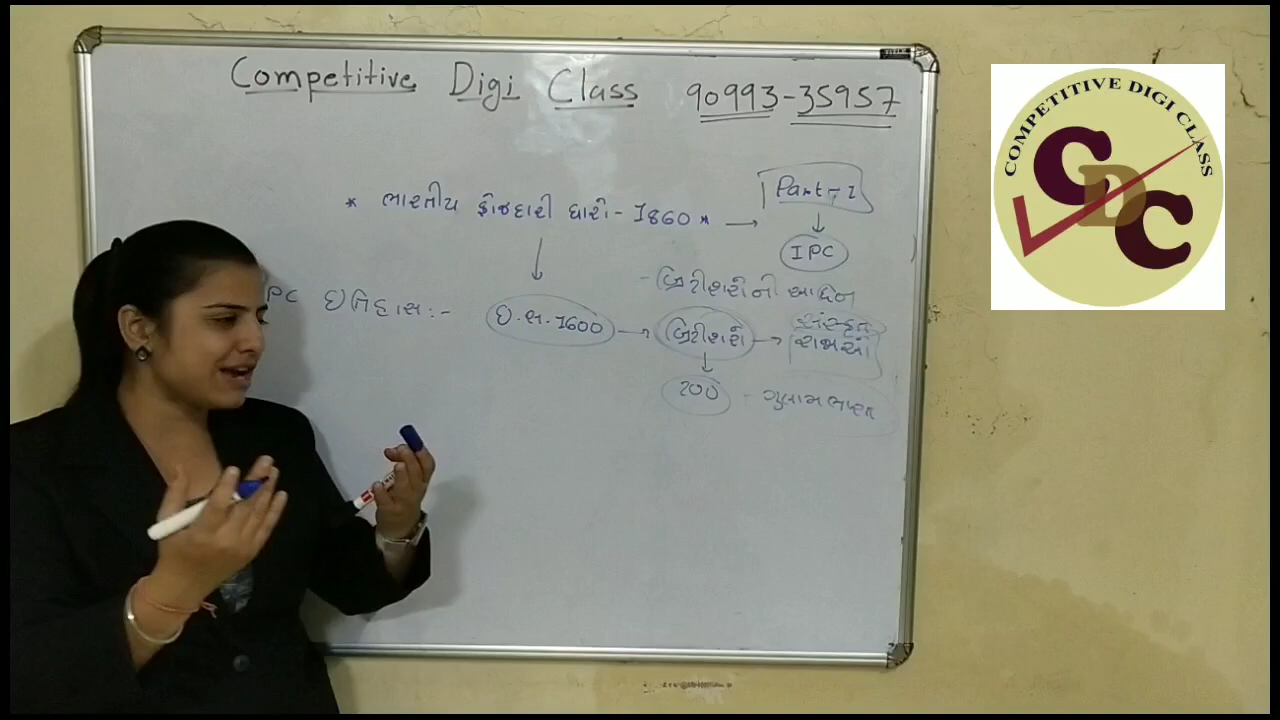 Competitive Digi Class 90993-35957
* ભારતીય ફોજદારી ધારો - 1860 * → Part-I
↓
IPC
- બ્રિટીશરોની આધિન
PC ઇતિહાસ :- ઇ.સ. 1600 → બ્રિટીશરો → રાજાઓ
↓
200 - ગુલામ ભારત
COMPETITIVE DIGI CLASS
CDC